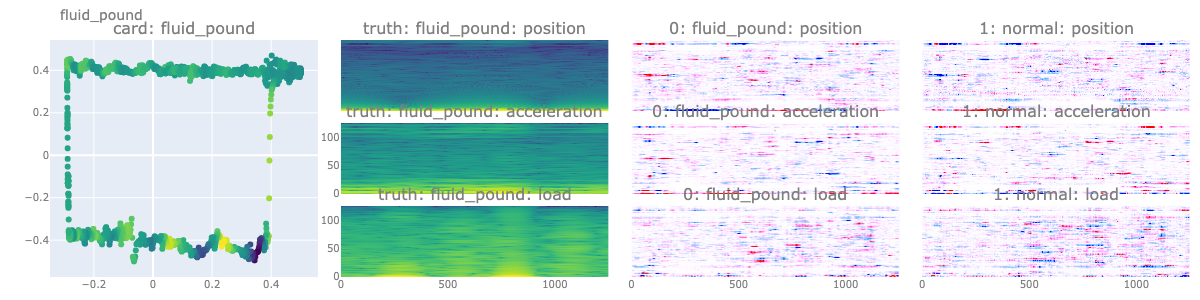 fluid_pound
card: fluid_pound
truth: fluid_pound: position
0: fluid_pound: position
1: normal: position
0.4
0.2
0
−0.2
−0.4
−0.2
0
0.2
0.4
truth: fluid_pound: acceleration
0: fluid_pound: acceleration
1: normal: acceleration
100
50
0
truth: fluid_pound: load
0: fluid_pound: load
1: normal: load
100
50
0
0
1000
0
500
1000
0
500
1000